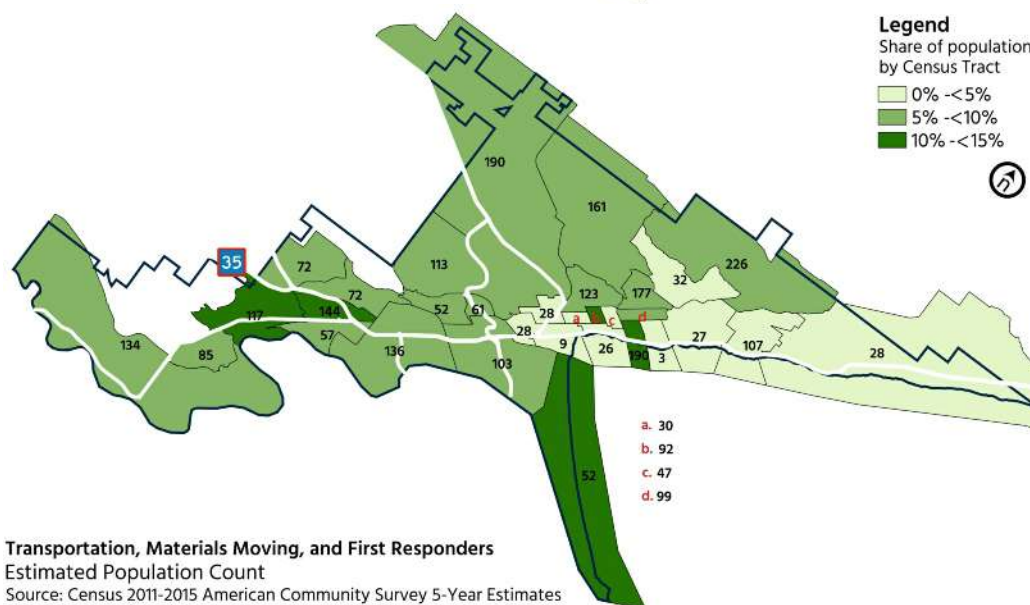 Legend
Share of population
by Census Tract
0% -<5%
5% -<10%
10% -<15%
190
161
226
35
72
113
32
72
123
177
117
144
52
61
28
a
b
c
d
134
57
28
27
85
136
9
26
190
3
107
28
103
52
a. 30
b. 92
c. 47
d. 99
Transportation, Materials Moving, and First Responders
Estimated Population Count
Source: Census 2011-2015 American Community Survey 5-Year Estimates